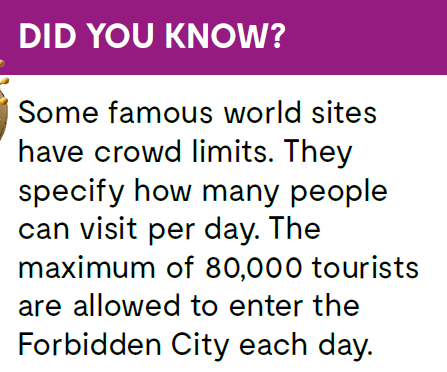 DID YOU KNOW?
Some famous world sites
have crowd limits. They
specify how many people
can visit per day. The
maximum of 80,000 tourists
are allowed to enter the
Forbidden City each day.